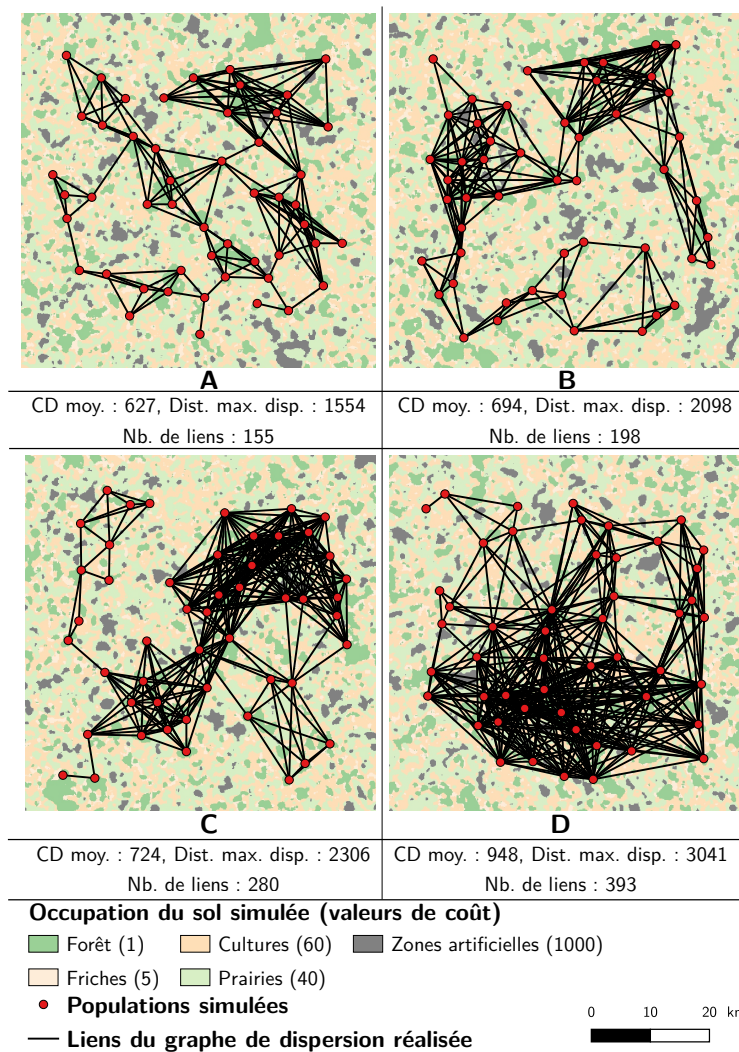 A
B
CD moy. : 627, Dist. max. disp. : 1554
Nb. de liens : 155
CD moy. : 694, Dist. max. disp. : 2098
Nb. de liens : 198
C
D
CD moy. : 724, Dist. max. disp. : 2306
Nb. de liens : 280
CD moy. : 948, Dist. max. disp. : 3041
Nb. de liens : 393
Occupation du sol simulée (valeurs de coût)
Forêt (1)
Cultures (60)
Zones artificielles (1000)
Friches (5)
Prairies (40)
Populations simulées
Liens du graphe de dispersion réalisée
0 10 20 km